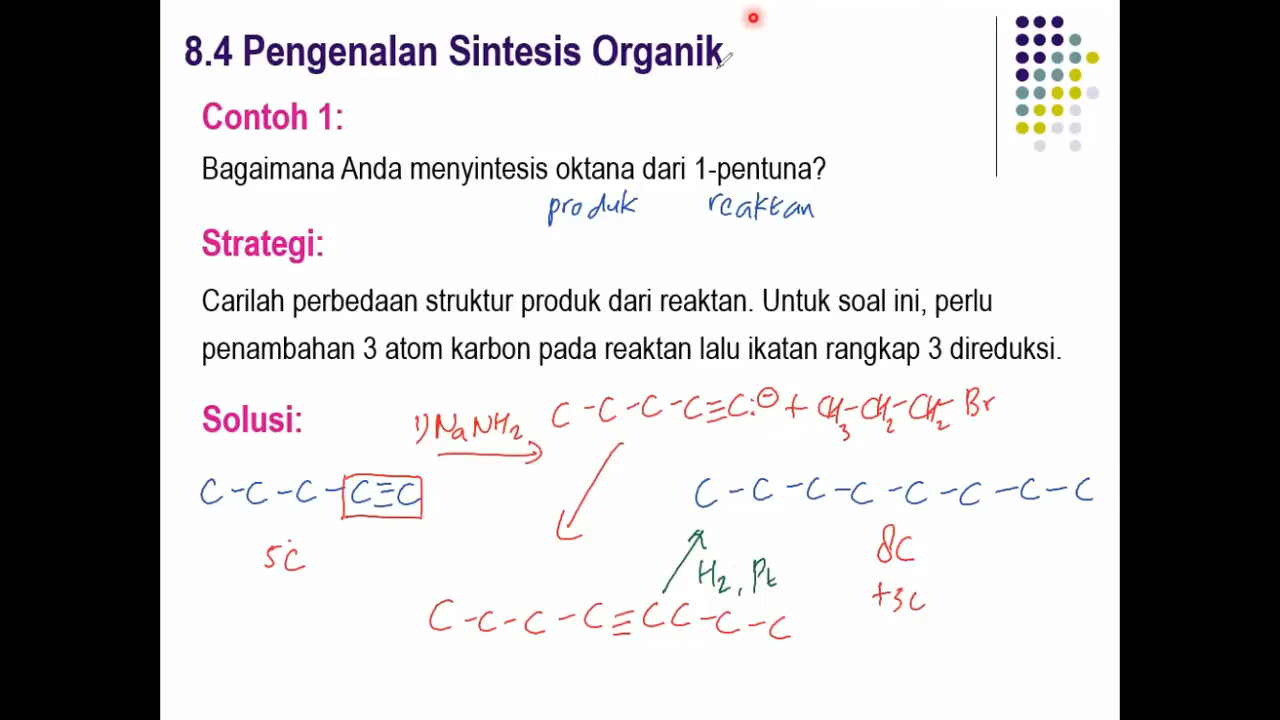 8.4 Pengenalan Sintesis Organik
Contoh 1:
Bagaimana Anda menyintesis oktana dari 1-pentuna?
produk reaktan
Strategi:
Carilah perbedaan struktur produk dari reaktan. Untuk soal ini, perlu
penambahan 3 atom karbon pada reaktan lalu ikatan rangkap 3 direduksi.
Solusi:
1) NaNH₂
C-C-C-C≡C:⊖ + CH₃-CH₂-CH₂Br
C-C-C-C≡C
C-C-C-C-C-C-C-C
5C
8C
+3C
H₂, Pt
C-C-C-C≡CC-C-C